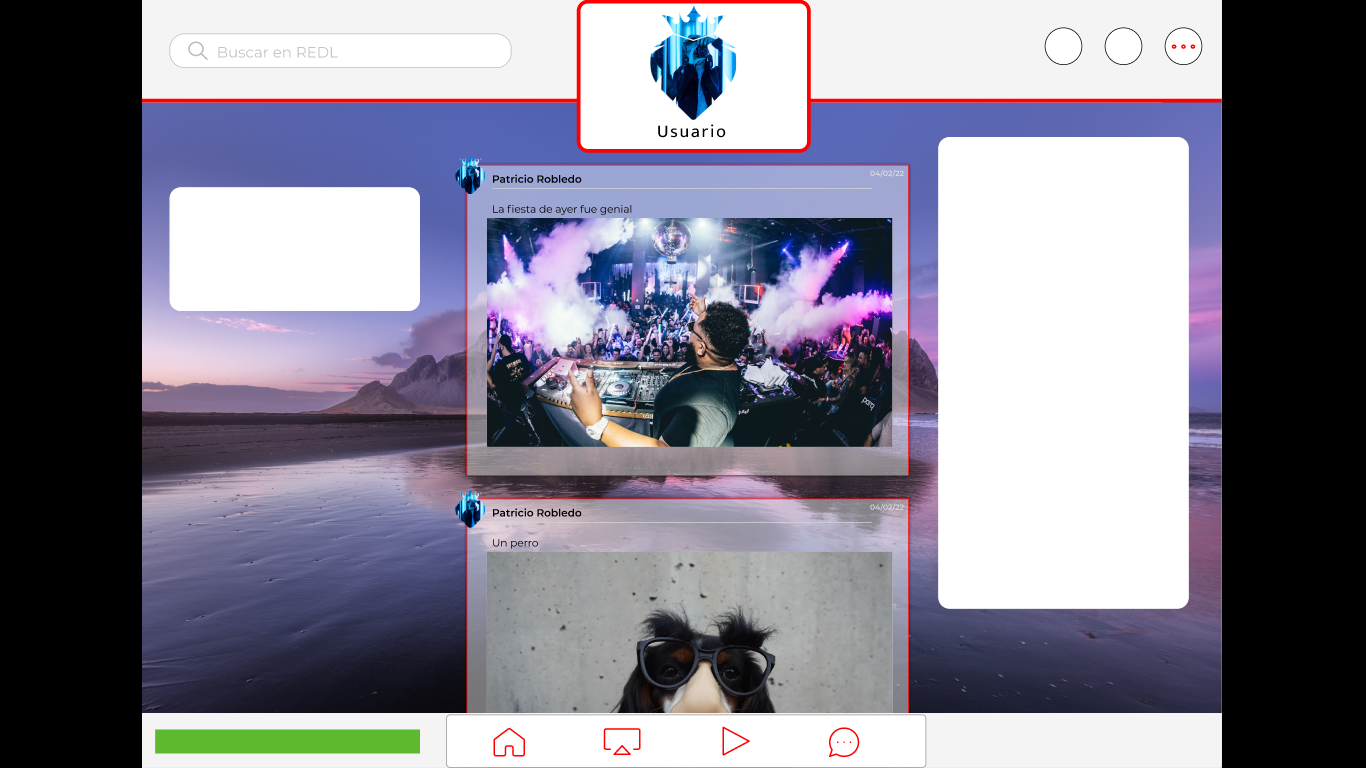 Buscar en REDL
Usuario
Patricio Robledo
04/02/22
La fiesta de ayer fue genial
parq
Patricio Robledo
04/02/22
Un perro